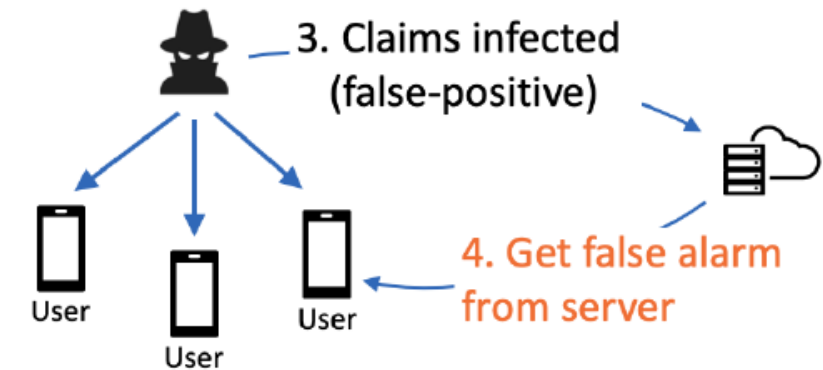 3. Claims infected
(false-positive)
4. Get false alarm
from server
User
User
User